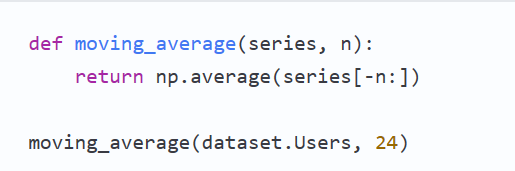 def moving_average(series, n):
    return np.average(series[-n:])
moving_average(dataset.Users, 24)